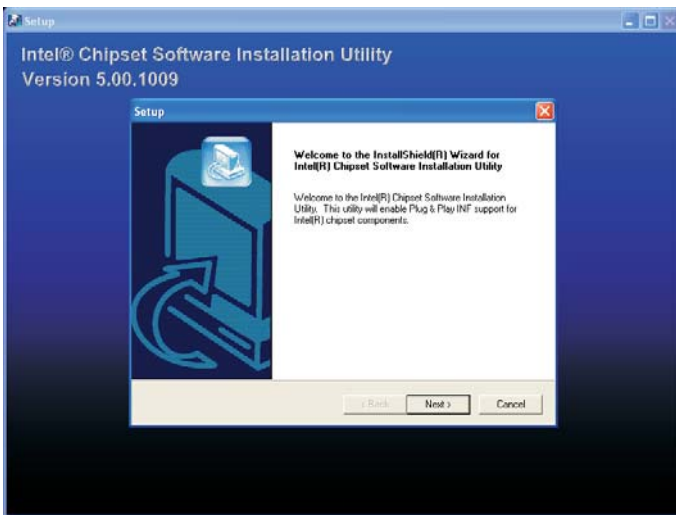 Setup
Intel® Chipset Software Installation Utility
Version 5.00.1009
Setup
Welcome to the InstallShield(R) Wizard for
Intel(R) Chipset Software Installation Utility
Welcome to the Intel(R) Chipset Software Installation
Utility. This utility will enable Plug & Play INF support for
Intel(R) chipset components.
< Back
Next >
Cancel